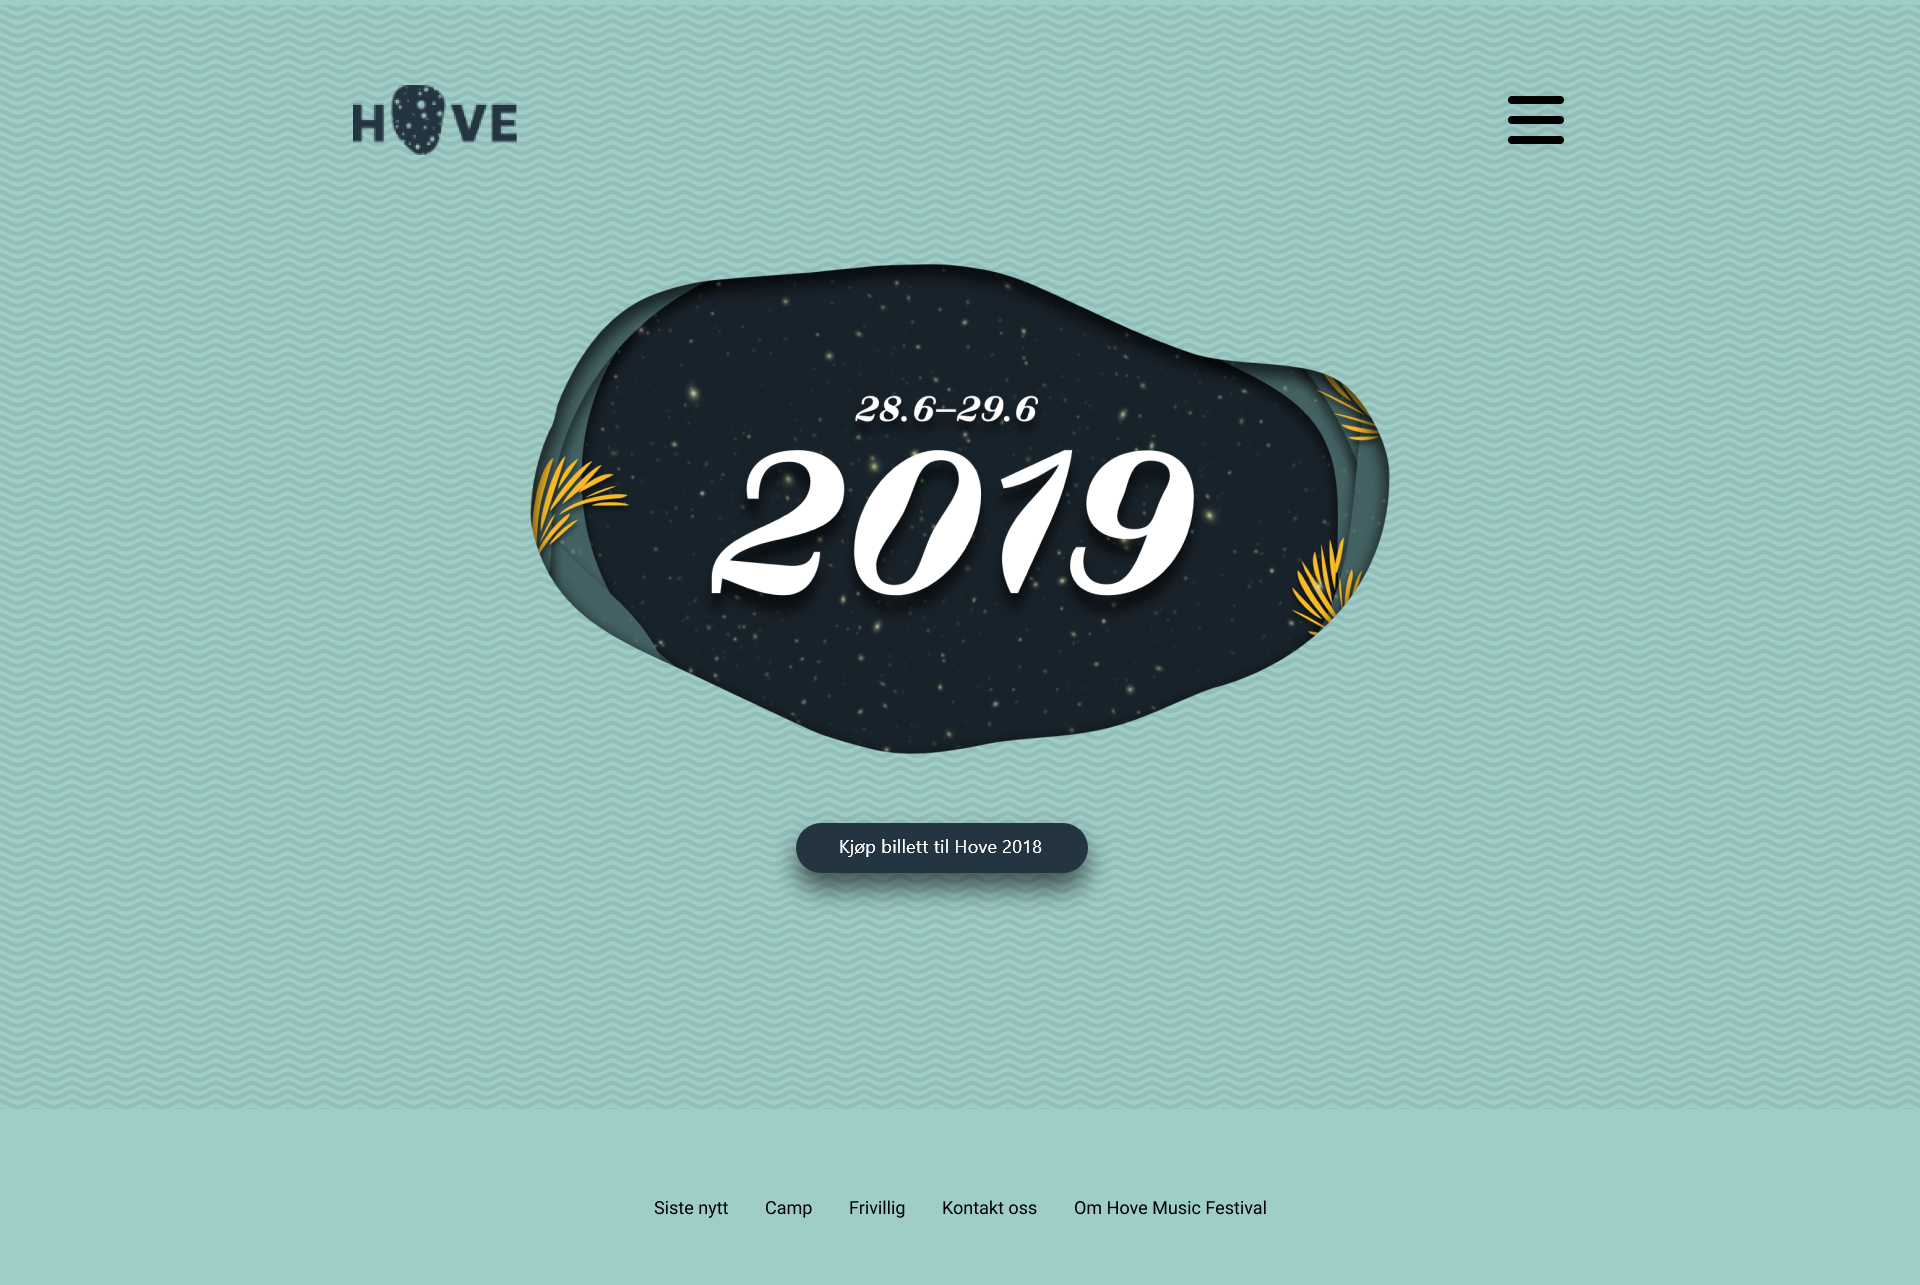 HOVE
28.6–29.6
2019
Kjøp billett til Hove 2018
Siste nytt Camp Frivillig Kontakt oss Om Hove Music Festival